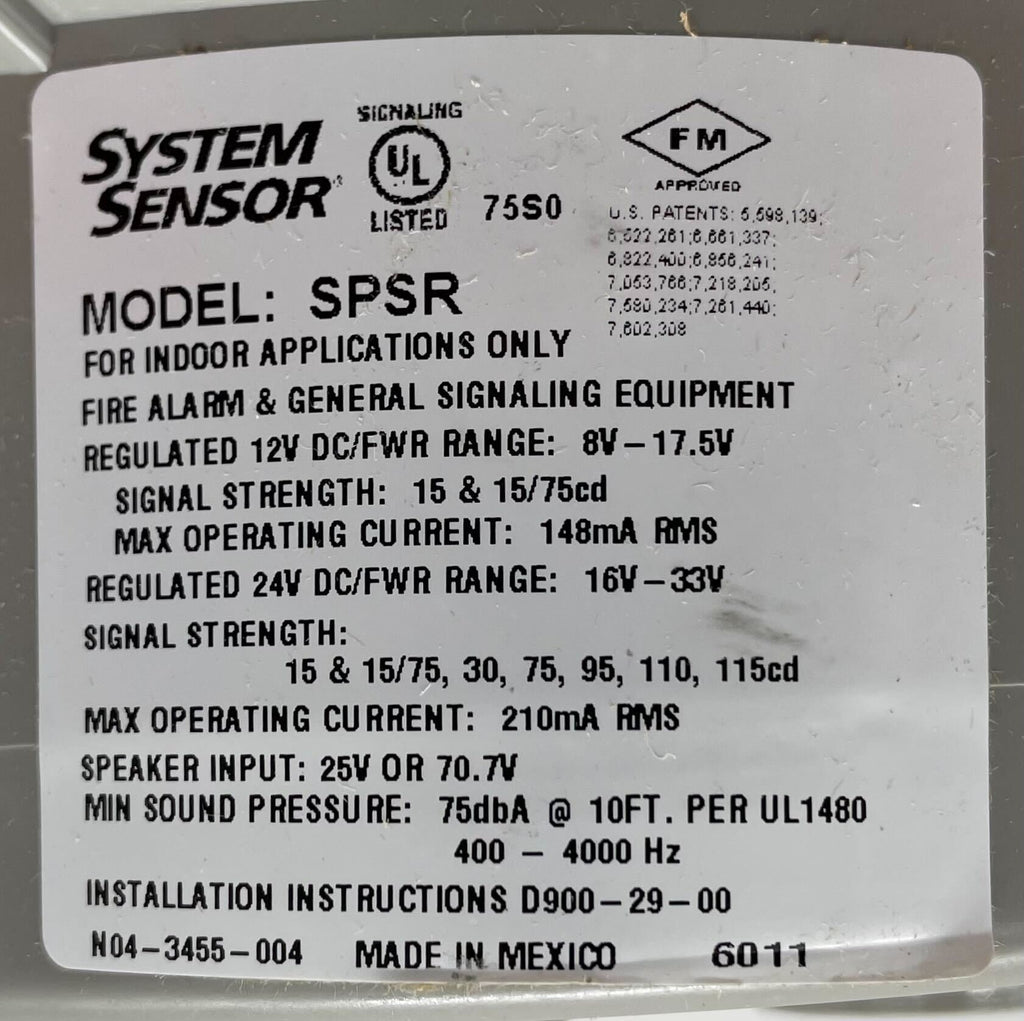 SYSTEM
SENSOR
SIGNALING
UL
LISTED
75S0
FM
APPROVED
U.S. PATENTS: 5,598,139;
6,522,261;6,661,337;
6,822,400;6,856,241;
7,053,766;7,218,205;
7,580,234;7,261,440;
7,602,309
MODEL: SPSR
FOR INDOOR APPLICATIONS ONLY
FIRE ALARM & GENERAL SIGNALING EQUIPMENT
REGULATED 12V DC/FWR RANGE: 8V–17.5V
SIGNAL STRENGTH: 15 & 15/75cd
MAX OPERATING CURRENT: 148mA RMS
REGULATED 24V DC/FWR RANGE: 16V–33V
SIGNAL STRENGTH:
15 & 15/75, 30, 75, 95, 110, 115cd
MAX OPERATING CURRENT: 210mA RMS
SPEAKER INPUT: 25V OR 70.7V
MIN SOUND PRESSURE: 75dbA @ 10FT. PER UL1480
400 – 4000 Hz
INSTALLATION INSTRUCTIONS D900–29–00
N04–3455–004 MADE IN MEXICO 6011